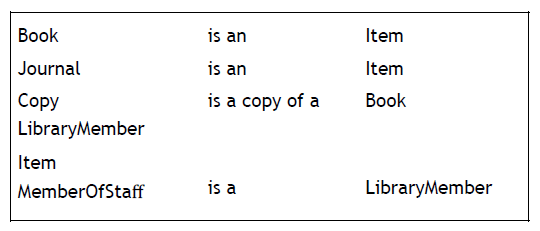 Book is an Item
Journal is an Item
Copy is a copy of a Book
LibraryMember
Item
MemberOfStaff is a LibraryMember